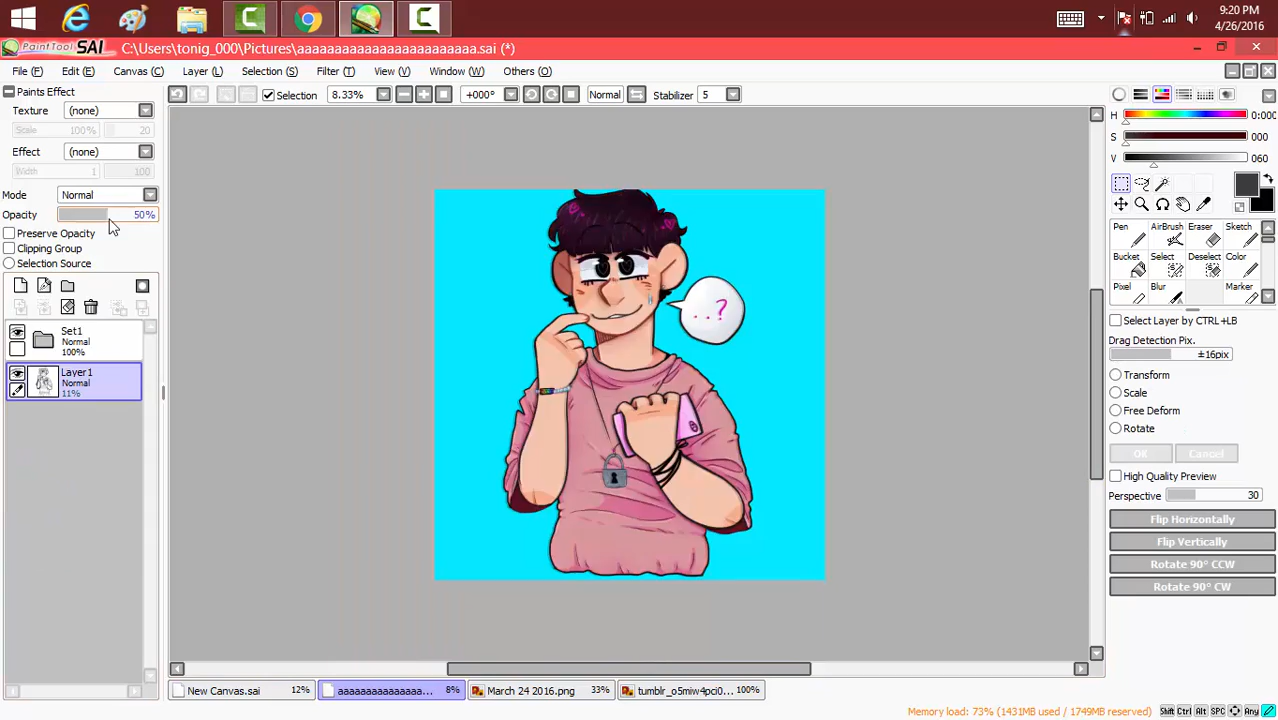 9:20 PM
4/26/2016
PaintTool SAI
C:\Users\tonig_000\Pictures\aaaaaaaaaaaaaaaaaaaaaaaa.sai (*)
File (F) Edit (E) Canvas (C) Layer (L) Selection (S) Filter (T) View (V) Window (W) Others (O)
Paints Effect
Selection 8.33% +000° Normal Stabilizer 5
Texture (none)
Scale 100% 20
Effect (none)
Width 1 100
Mode Normal
Opacity 50%
Preserve Opacity
Clipping Group
Selection Source
Set1
Normal
100%
Layer1
Normal
11%
...?
H 0:000
S 000
V 060
Pen AirBrush Eraser Sketch
Bucket Select Deselect Color
Pixel Blur Marker
Select Layer by CTRL+LB
Drag Detection Pix.
±16pix
Transform
Scale
Free Deform
Rotate
OK Cancel
High Quality Preview
Perspective 30
Flip Horizontally
Flip Vertically
Rotate 90° CCW
Rotate 90° CW
New Canvas.sai 12% aaaaaaaaaaaaaaa... 8% March 24 2016.png 33% tumblr_o5miw4pci0... 100%
Memory load: 73% (1431MB used / 1749MB reserved) Shift Ctrl Alt SPC Any